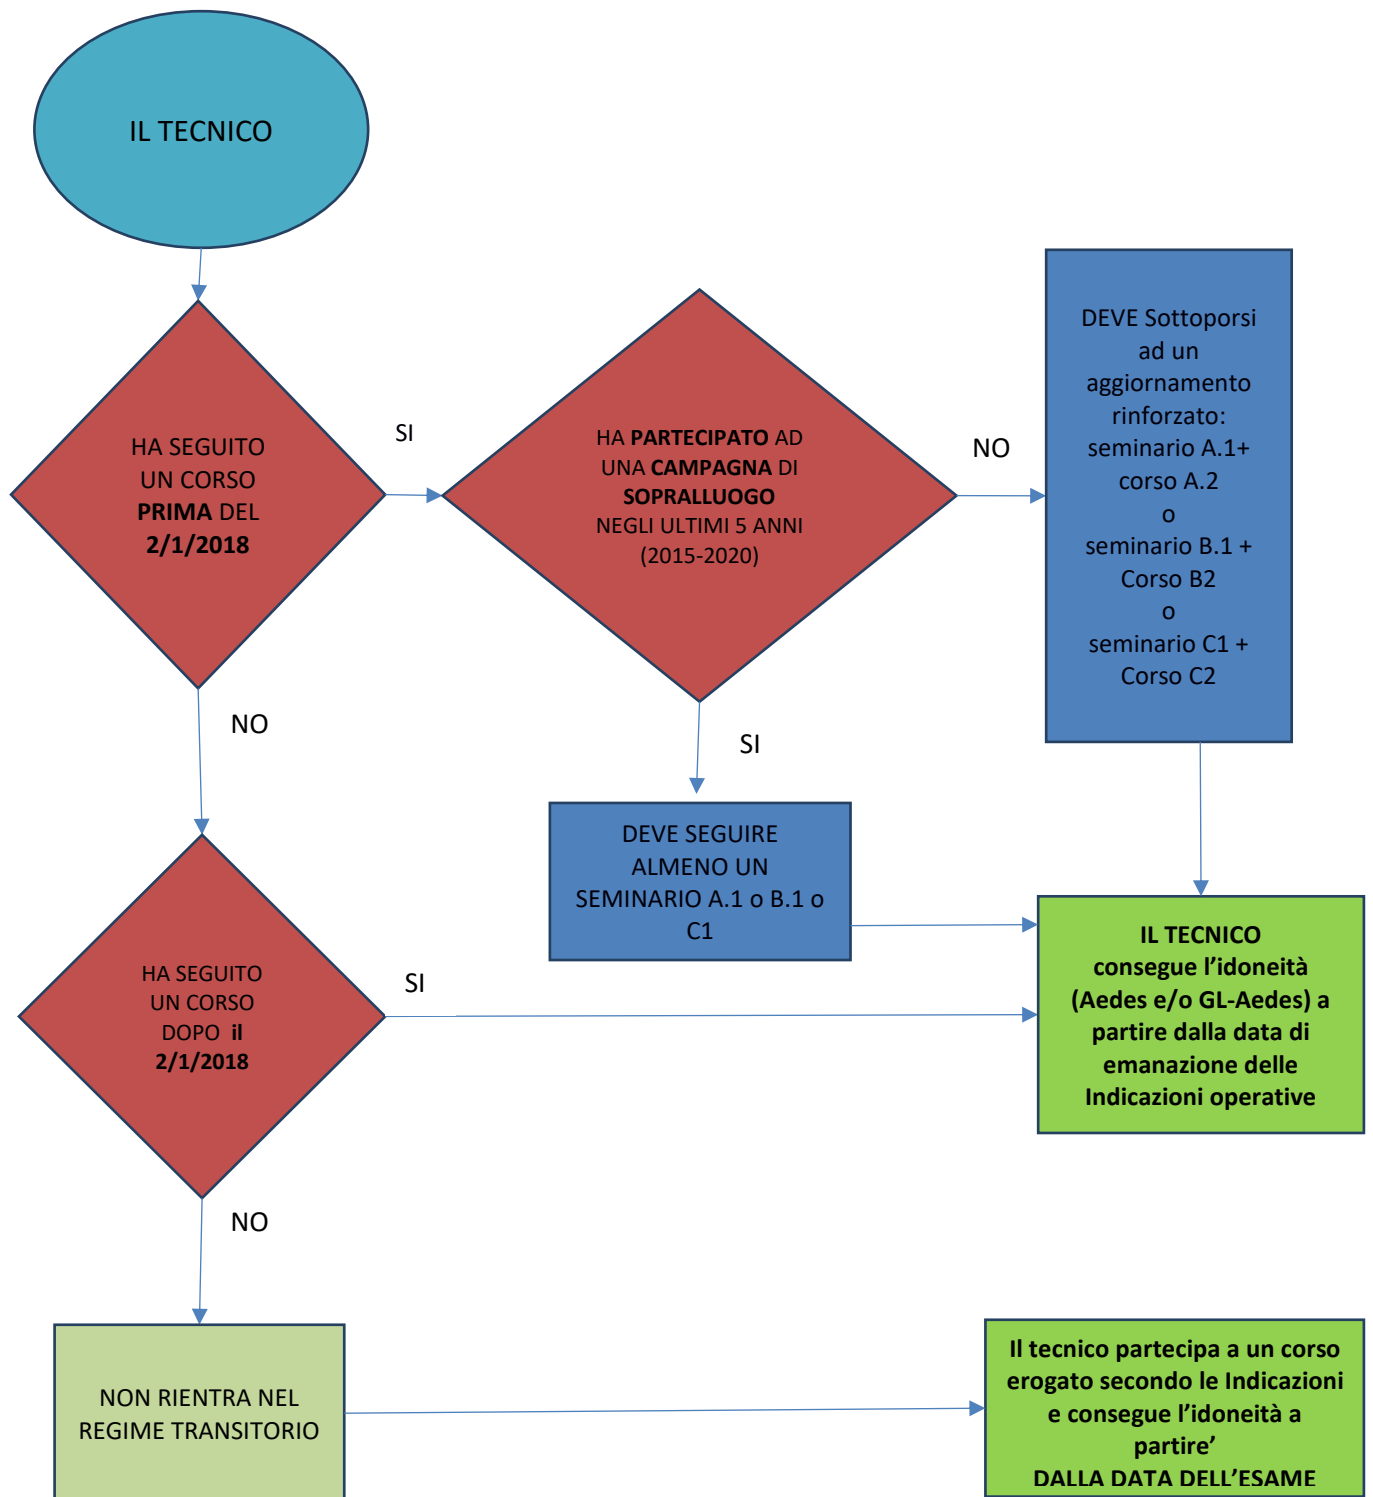 IL TECNICO
HA SEGUITO
UN CORSO
PRIMA DEL
2/1/2018
SI
HA PARTECIPATO AD
UNA CAMPAGNA DI
SOPRALLUOGO
NEGLI ULTIMI 5 ANNI
(2015-2020)
NO
DEVE Sottoporsi
ad un
aggiornamento
rinforzato:
seminario A.1+
corso A.2
o
seminario B.1 +
Corso B2
o
seminario C1 +
Corso C2
NO
SI
DEVE SEGUIRE
ALMENO UN
SEMINARIO A.1 o B.1 o
C1
HA SEGUITO
UN CORSO
DOPO il
2/1/2018
SI
IL TECNICO
consegue l’idoneità
(Aedes e/o GL-Aedes) a
partire dalla data di
emanazione delle
Indicazioni operative
NO
NON RIENTRA NEL
REGIME TRANSITORIO
Il tecnico partecipa a un corso
erogato secondo le Indicazioni
e consegue l’idoneità a
partire’
DALLA DATA DELL’ESAME